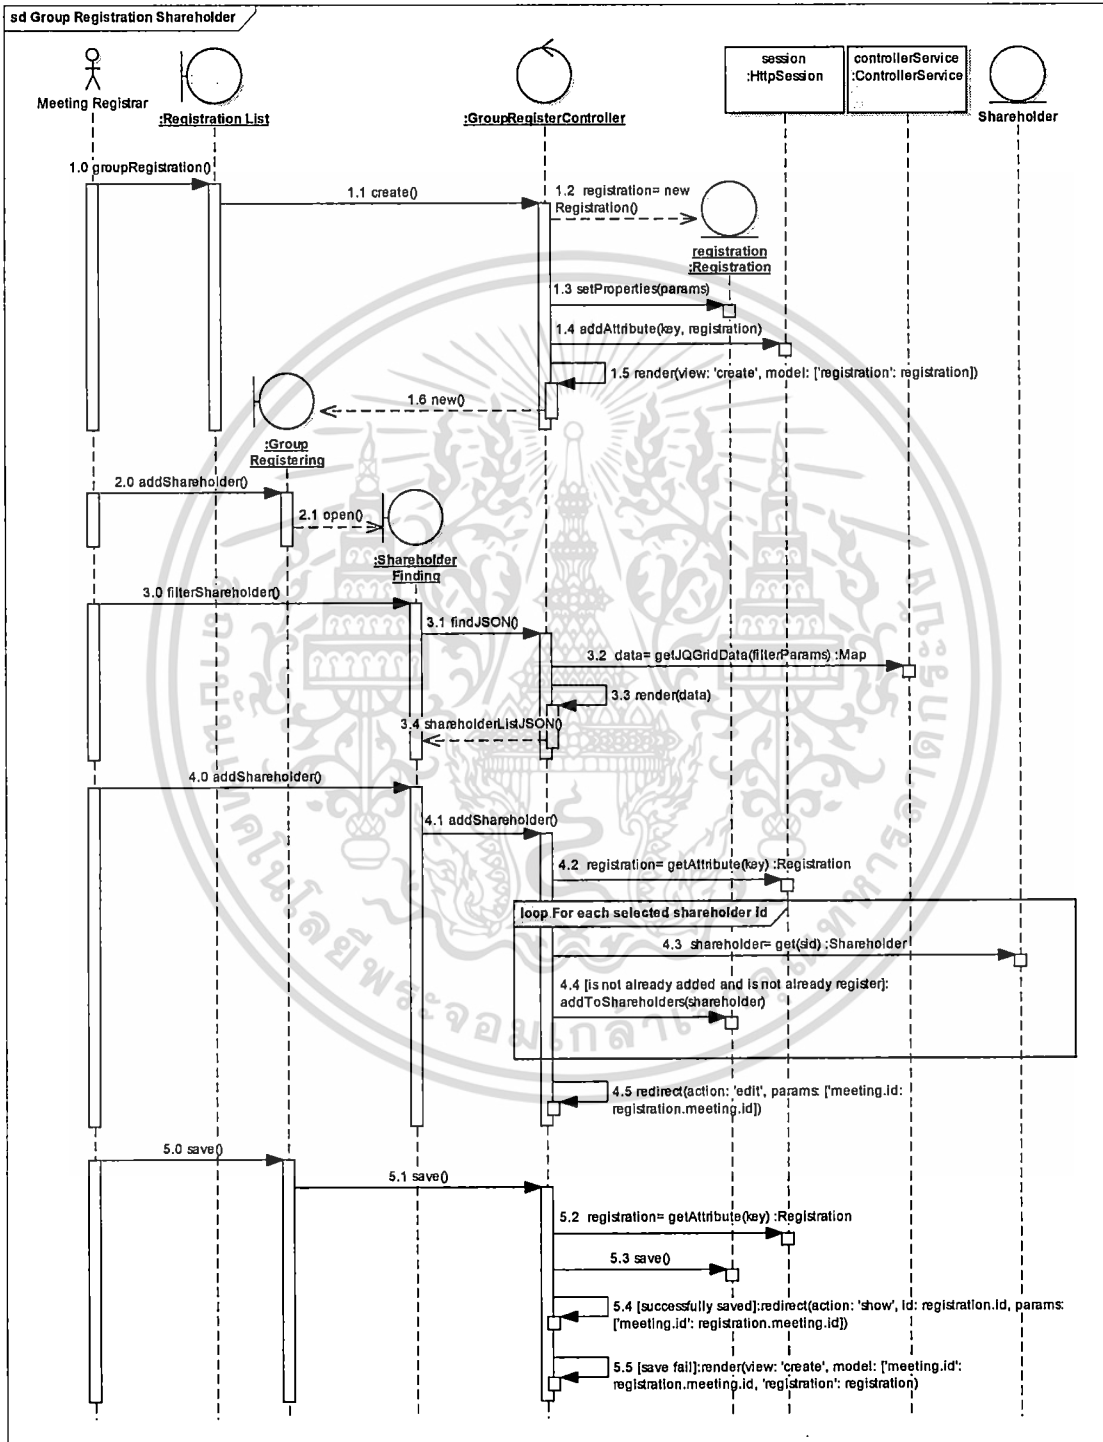 sd Group Registration Shareholder
Meeting Registrar
:Registration List
:GroupRegisterController
session
:HttpSession
controllerService
:ControllerService
Shareholder
1.0 groupRegistration()
1.1 create()
1.2 registration= new
Registration()
registration
:Registration
1.3 setProperties(params)
1.4 addAttribute(key, registration)
1.5 render(view: 'create', model: ['registration': registration])
1.6 new()
:Group
Registering
2.0 addShareholder()
2.1 open()
:Shareholder
Finding
3.0 filterShareholder()
3.1 findJSON()
3.2 data= getJQGridData(filterParams) :Map
3.3 render(data)
3.4 shareholderListJSON()
4.0 addShareholder()
4.1 addShareholder()
4.2 registration= getAttribute(key) :Registration
loop For each selected shareholder id
4.3 shareholder= get(sid) :Shareholder
4.4 [is not already added and is not already register]:
addToShareholders(shareholder)
4.5 redirect(action: 'edit', params: ['meeting.id:
registration.meeting.id])
5.0 save()
5.1 save()
5.2 registration= getAttribute(key) :Registration
5.3 save()
5.4 [successfully saved]:redirect(action: 'show', id: registration.id, params:
['meeting.id': registration.meeting.id])
5.5 [save fail]:render(view: 'create', model: ['meeting.id':
registration.meeting.id, 'registration': registration)